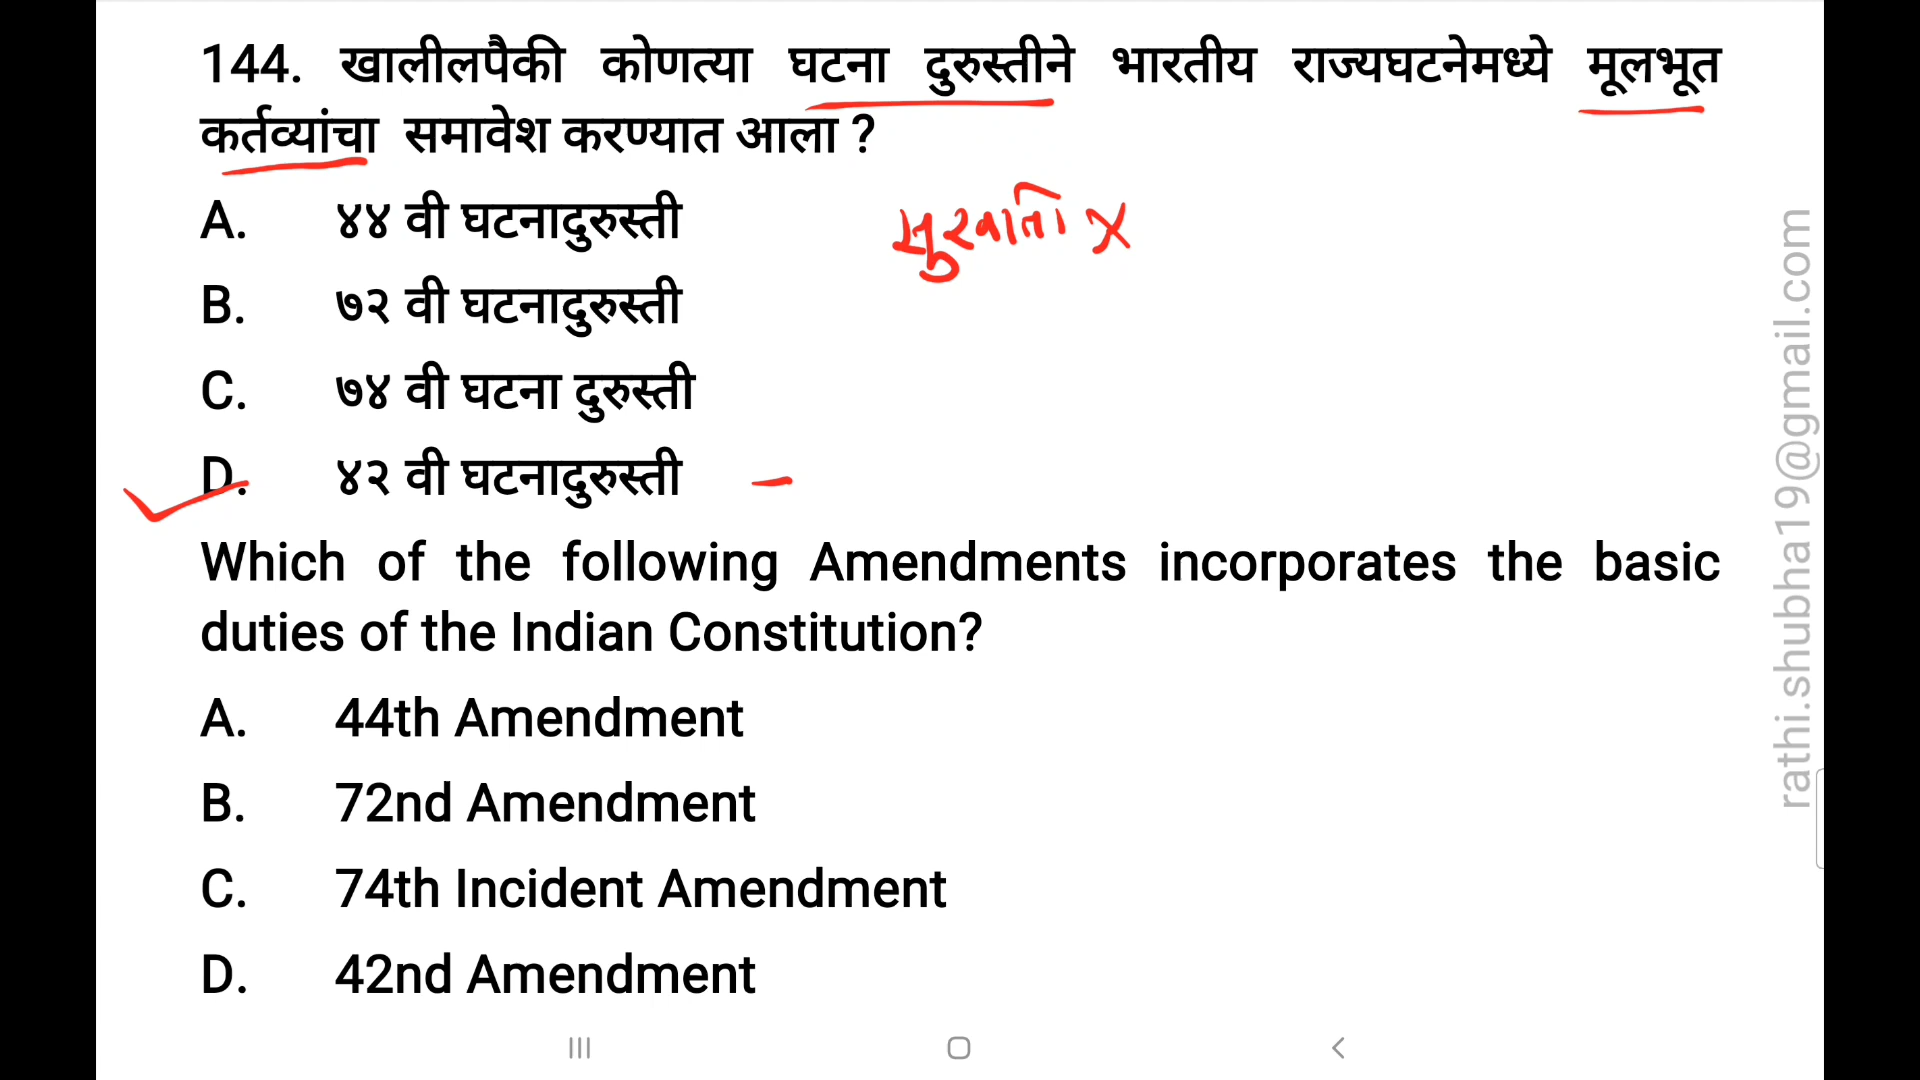 144. खालीलपैकी कोणत्या घटना दुरुस्तीने भारतीय राज्यघटनेमध्ये मूलभूत
कर्तव्यांचा समावेश करण्यात आला ?
A. ४४ वी घटनादुरुस्ती
B. ७२ वी घटनादुरुस्ती
C. ७४ वी घटना दुरुस्ती
D. ४२ वी घटनादुरुस्ती
Which of the following Amendments incorporates the basic
duties of the Indian Constitution?
A. 44th Amendment
B. 72nd Amendment
C. 74th Incident Amendment
D. 42nd Amendment
rathi.shubha19@gmail.com